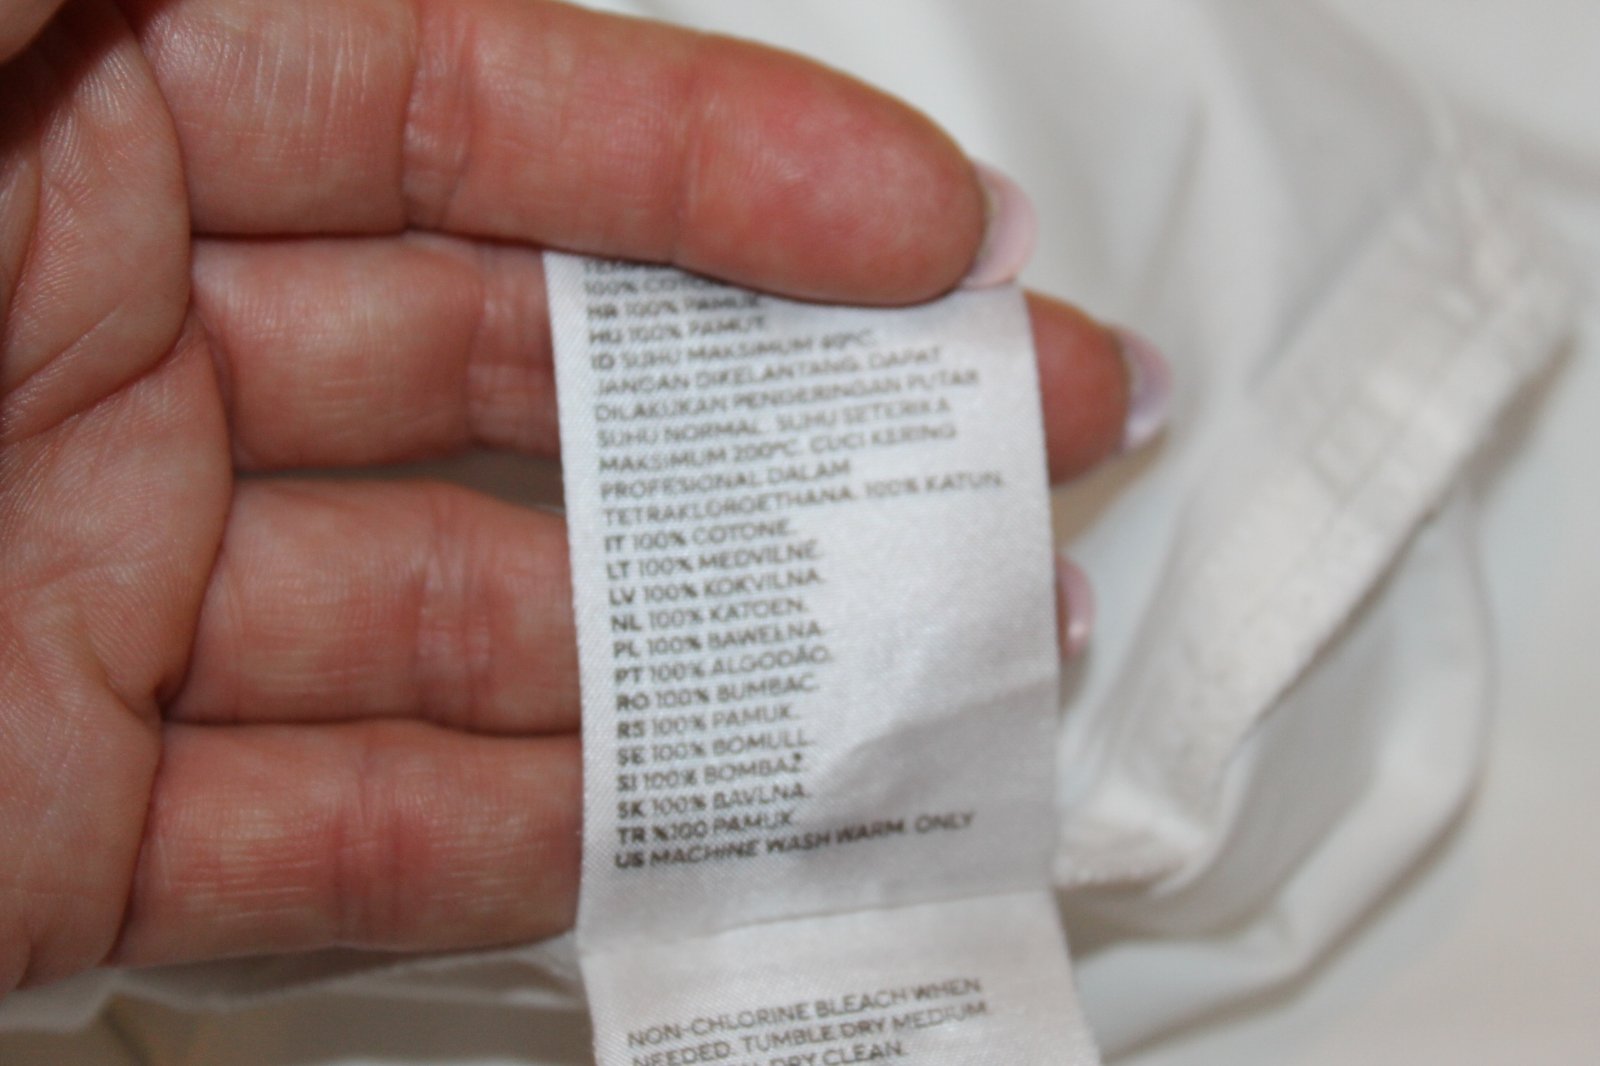 100% COTON
HR 100% PAMUK.
HU 100% PAMUT.
ID SUHU MAKSIMUM 40°C.
JANGAN DIKELANTANG. DAPAT
DILAKUKAN PENGERINGAN PUTAR
SUHU NORMAL. SUHU SETERIKA
MAKSIMUM 200°C. CUCI KERING
PROFESIONAL DALAM
TETRAKLOROETHANA. 100% KATUN.
IT 100% COTONE.
LT 100% MEDVILNĖ.
LV 100% KOKVILNA.
NL 100% KATOEN.
PL 100% BAWEŁNA.
PT 100% ALGODÃO.
RO 100% BUMBAC.
RS 100% PAMUK.
SE 100% BOMULL.
SI 100% BOMBAŽ.
SK 100% BAVLNA.
TR %100 PAMUK.
US MACHINE WASH WARM. ONLY
NON-CHLORINE BLEACH WHEN
NEEDED. TUMBLE DRY MEDIUM.
DRY CLEAN.